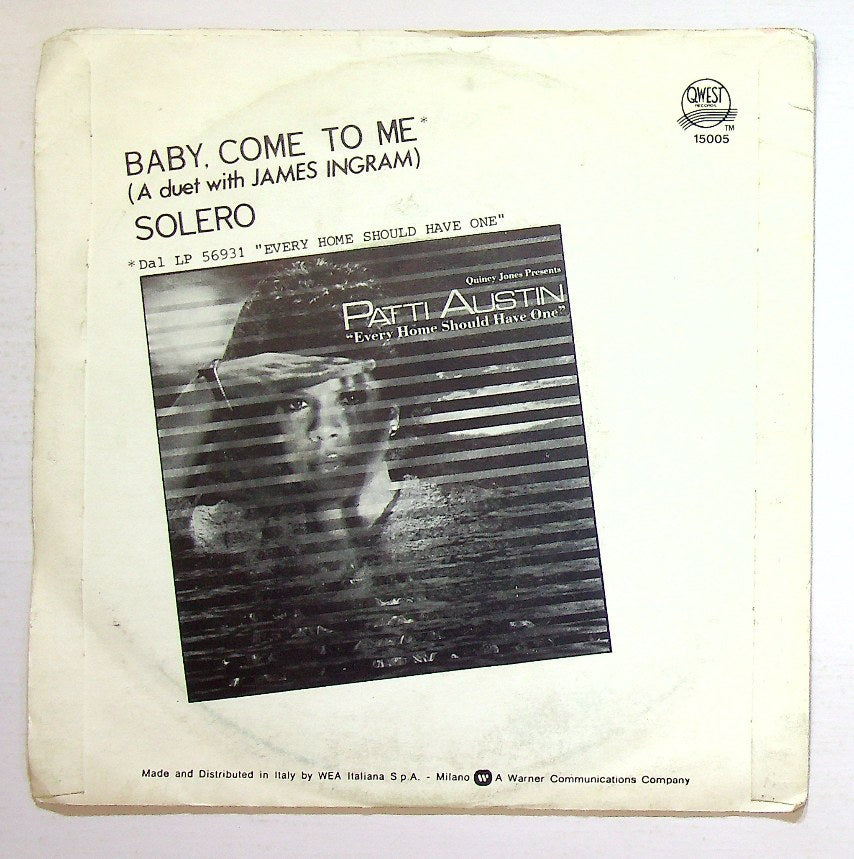 QWEST
RECORDS
TM
15005
BABY, COME TO ME*
(A duet with JAMES INGRAM)
SOLERO
*Dal LP 56931 "EVERY HOME SHOULD HAVE ONE"
Quincy Jones Presents
PATTI AUSTIN
"Every Home Should Have One"
Made and Distributed in Italy by WEA Italiana S.p.A. - Milano W A Warner Communications Company